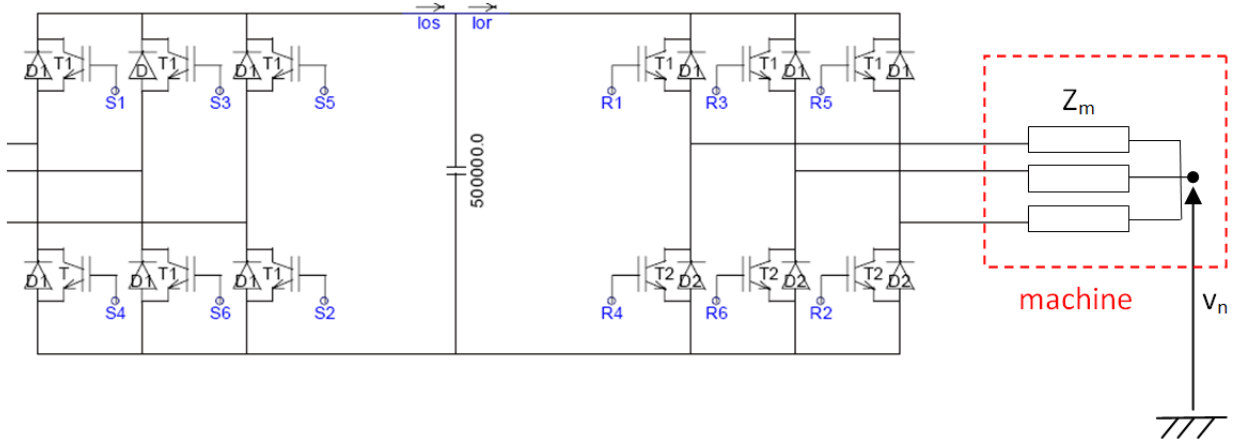 Ios Ior
D1 T1 D T1 D1 T1 T1 D1 T1 D1 T1 D1
S1 S3 S5 R1 R3 R5
Zm
500000.0
D1 T D1 T1 D1 T1 T2 D2 T2 D2 T2 D2
S4 S6 S2 R4 R6 R2
machine
vn